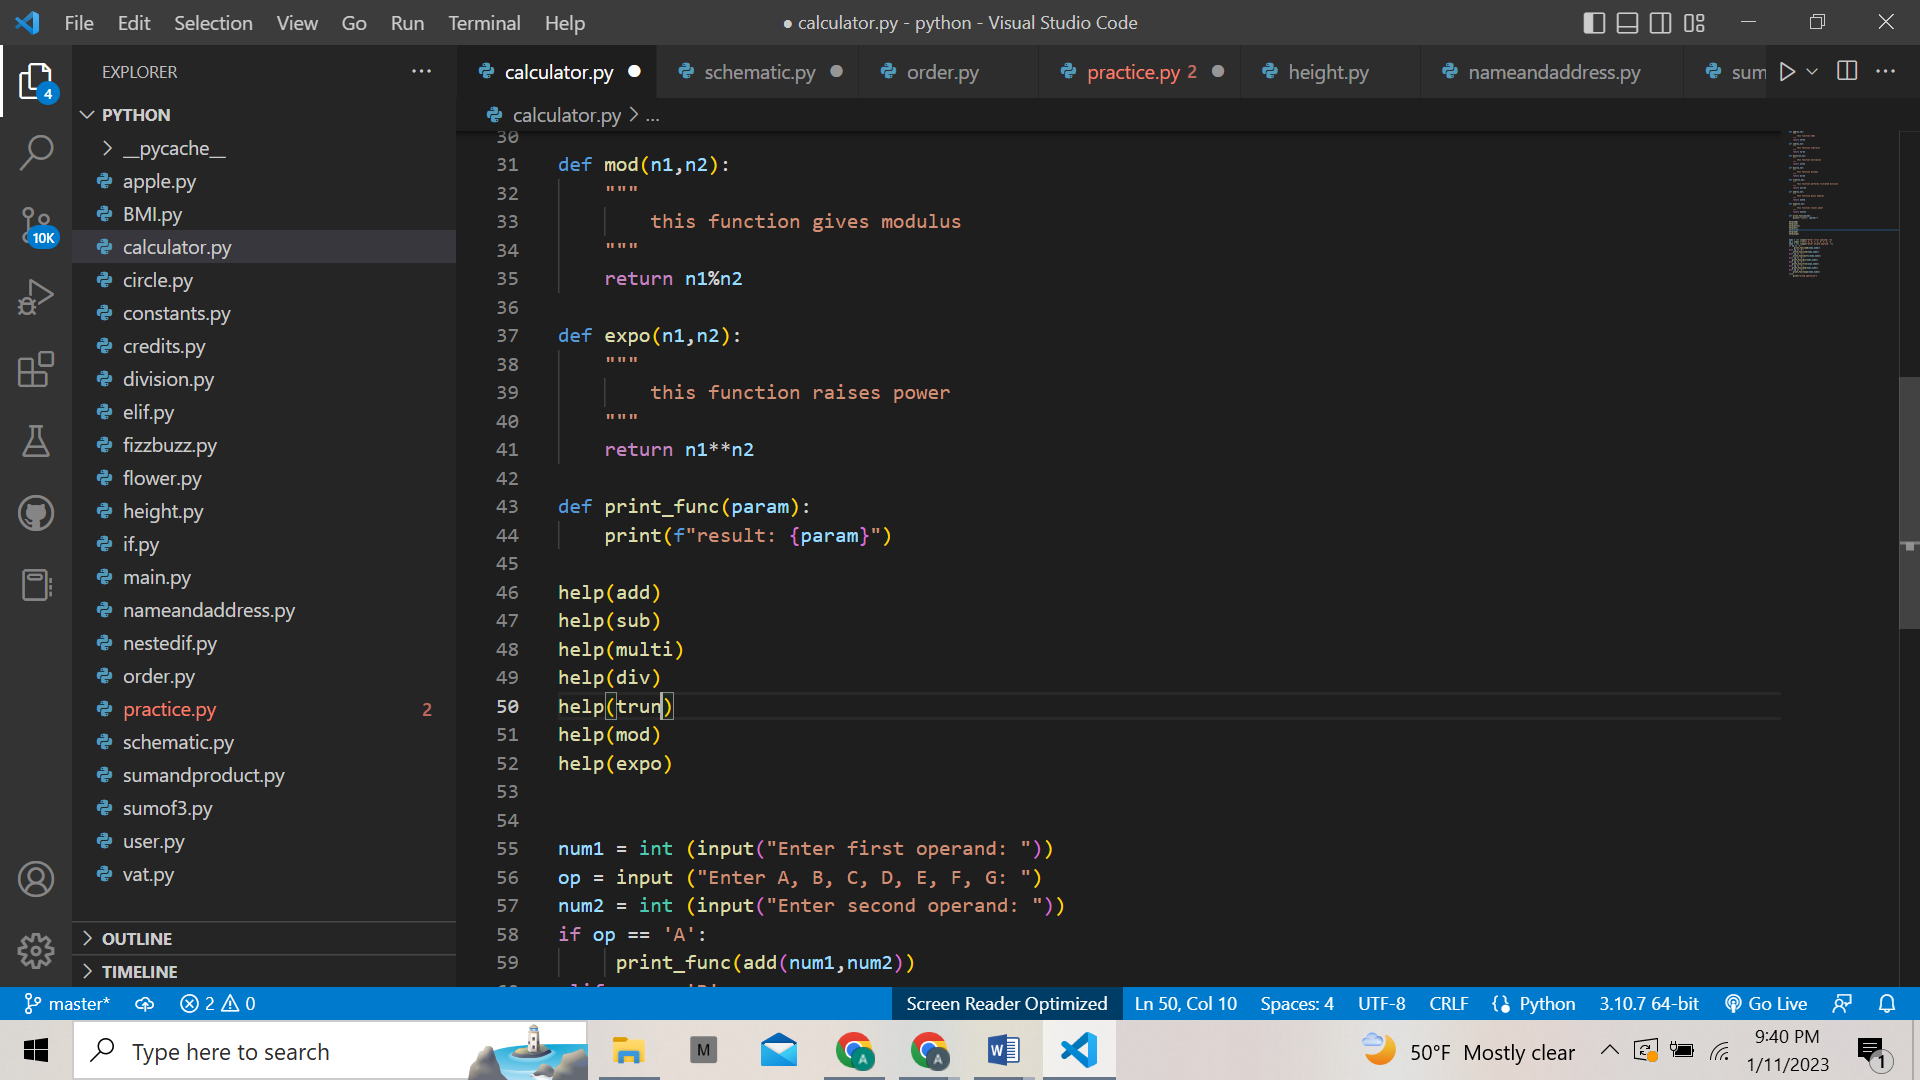 File Edit Selection View Go Run Terminal Help
● calculator.py - python - Visual Studio Code
EXPLORER
calculator.py
schematic.py
order.py
practice.py 2
height.py
nameandaddress.py
sum
calculator.py > ...
4
10K
PYTHON
__pycache__
apple.py
BMI.py
calculator.py
circle.py
constants.py
credits.py
division.py
elif.py
fizzbuzz.py
flower.py
height.py
if.py
main.py
nameandaddress.py
nestedif.py
order.py
practice.py 2
schematic.py
sumandproduct.py
sumof3.py
user.py
vat.py
OUTLINE
TIMELINE
30
31 def mod(n1,n2):
32 """
33 this function gives modulus
34 """
35 return n1%n2
36
37 def expo(n1,n2):
38 """
39 this function raises power
40 """
41 return n1**n2
42
43 def print_func(param):
44 print(f"result: {param}")
45
46 help(add)
47 help(sub)
48 help(multi)
49 help(div)
50 help(trun)
51 help(mod)
52 help(expo)
53
54
55 num1 = int (input("Enter first operand: "))
56 op = input ("Enter A, B, C, D, E, F, G: ")
57 num2 = int (input("Enter second operand: "))
58 if op == 'A':
59 print_func(add(num1,num2))
master* 2 0 Screen Reader Optimized Ln 50, Col 10 Spaces: 4 UTF-8 CRLF Python 3.10.7 64-bit Go Live
Type here to search
M
A
A
W
50°F Mostly clear
9:40 PM
1/11/2023
1